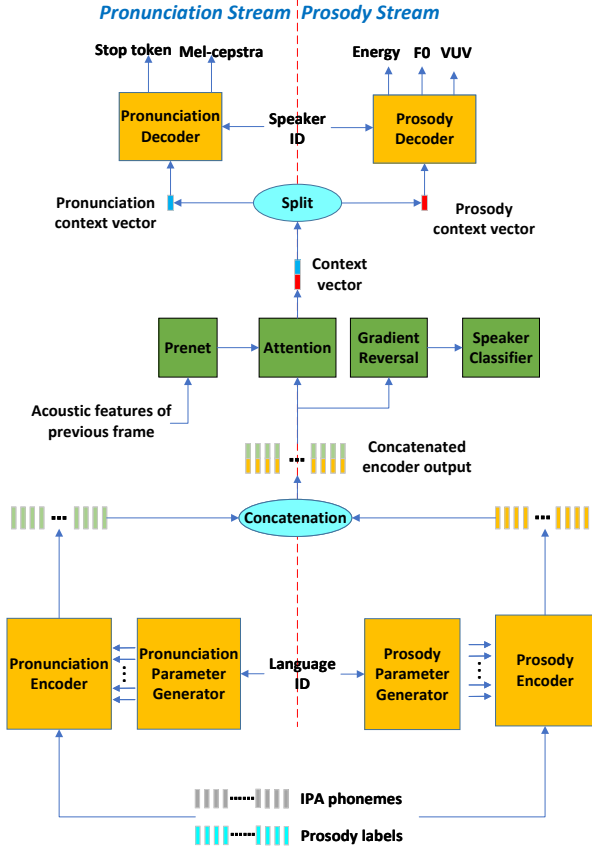 Pronunciation Stream Prosody Stream
Stop token Mel-cepstra Energy F0 VUV
Pronunciation
Decoder
Speaker
ID
Prosody
Decoder
Pronunciation
context vector
Split
Prosody
context vector
Context
vector
Prenet
Attention
Gradient
Reversal
Speaker
Classifier
Acoustic features of
previous frame
Concatenated
encoder output
Concatenation
Pronunciation
Encoder
Pronunciation
Parameter
Generator
Language
ID
Prosody
Parameter
Generator
Prosody
Encoder
IPA phonemes
Prosody labels